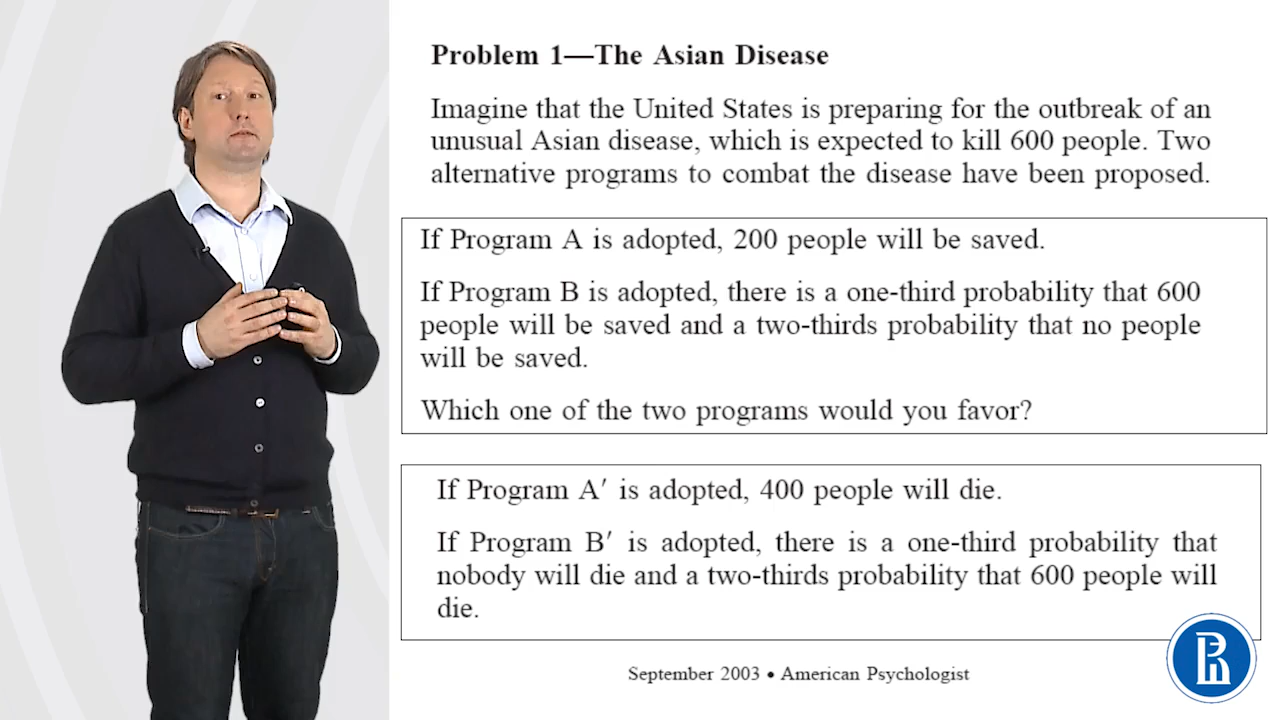 Problem 1—The Asian Disease
Imagine that the United States is preparing for the outbreak of an
unusual Asian disease, which is expected to kill 600 people. Two
alternative programs to combat the disease have been proposed.
If Program A is adopted, 200 people will be saved.
If Program B is adopted, there is a one-third probability that 600
people will be saved and a two-thirds probability that no people
will be saved.
Which one of the two programs would you favor?
If Program A′ is adopted, 400 people will die.
If Program B′ is adopted, there is a one-third probability that
nobody will die and a two-thirds probability that 600 people will
die.
September 2003 • American Psychologist